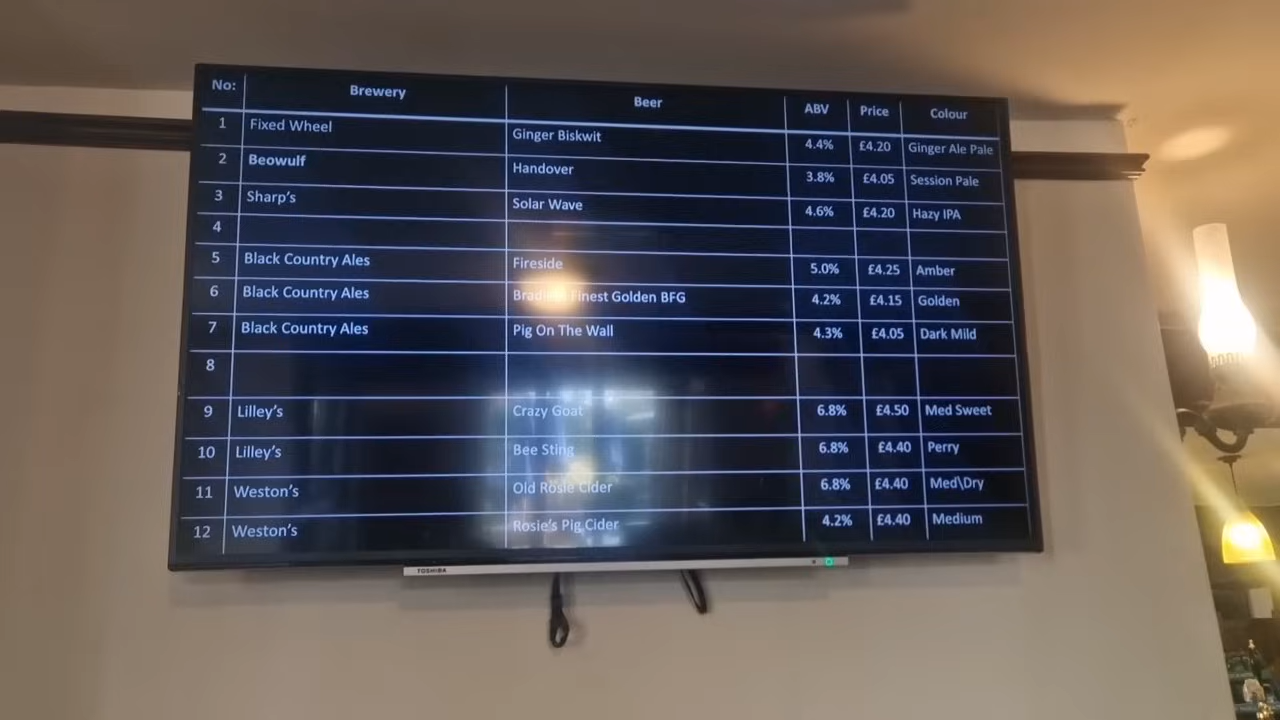 No: Brewery Beer ABV Price Colour
1 Fixed Wheel Ginger Biskwit 4.4% £4.20 Ginger Ale Pale
2 Beowulf Handover 3.8% £4.05 Session Pale
3 Sharp's Solar Wave 4.6% £4.20 Hazy IPA
4
5 Black Country Ales Fireside 5.0% £4.25 Amber
6 Black Country Ales Finest Golden BFG 4.2% £4.15 Golden
7 Black Country Ales Pig On The Wall 4.3% £4.05 Dark Mild
8
9 Lilley's Crazy Goat 6.8% £4.50 Med Sweet
10 Lilley's Bee Sting 6.8% £4.40 Perry
11 Weston's Old Rosie Cider 6.8% £4.40 Med\Dry
12 Weston's Rosie's Pig Cider 4.2% £4.40 Medium
TOSHIBA